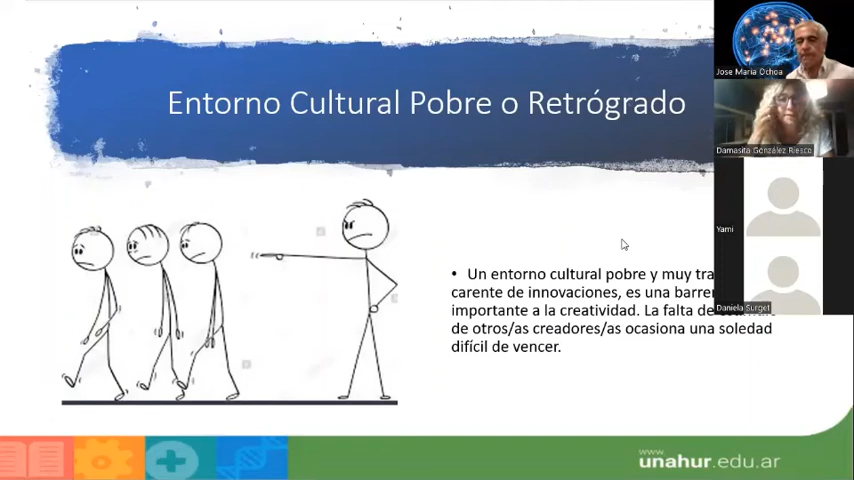 Entorno Cultural Pobre o Retrógrado
Jose Maria Ochoa
Damasita González Riesco
Yami
Daniela Surget
• Un entorno cultural pobre y muy
carente de innovaciones, es una
importante a la creatividad. La falta de
de otros/as creadores/as ocasiona una soledad
difícil de vencer.
www
unahur.edu.ar